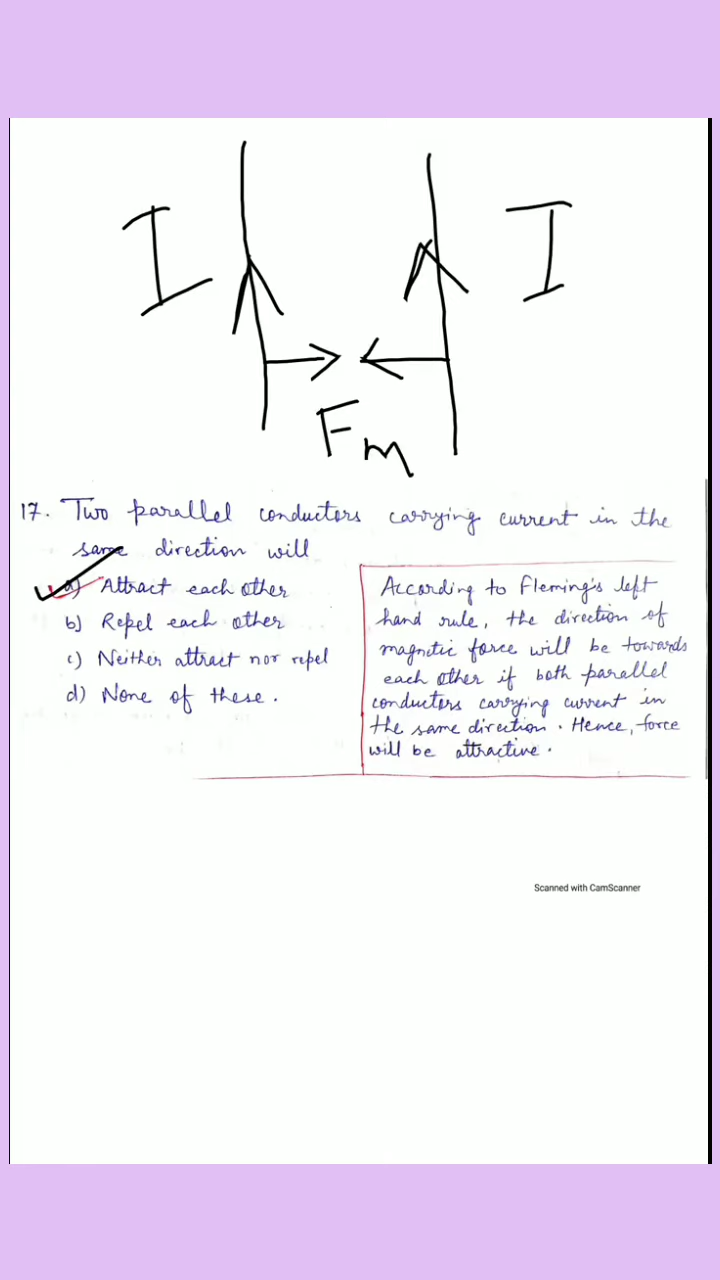 I I
Fm
17. Two parallel conductors carrying current in the
same direction will
a) Attract each other
b) Repel each other
c) Neither attract nor repel
d) None of these.
According to Fleming's left
hand rule, the direction of
magnetic force will be towards
each other if both parallel
conductors carrying current in
the same direction. Hence, force
will be attractive.
Scanned with CamScanner